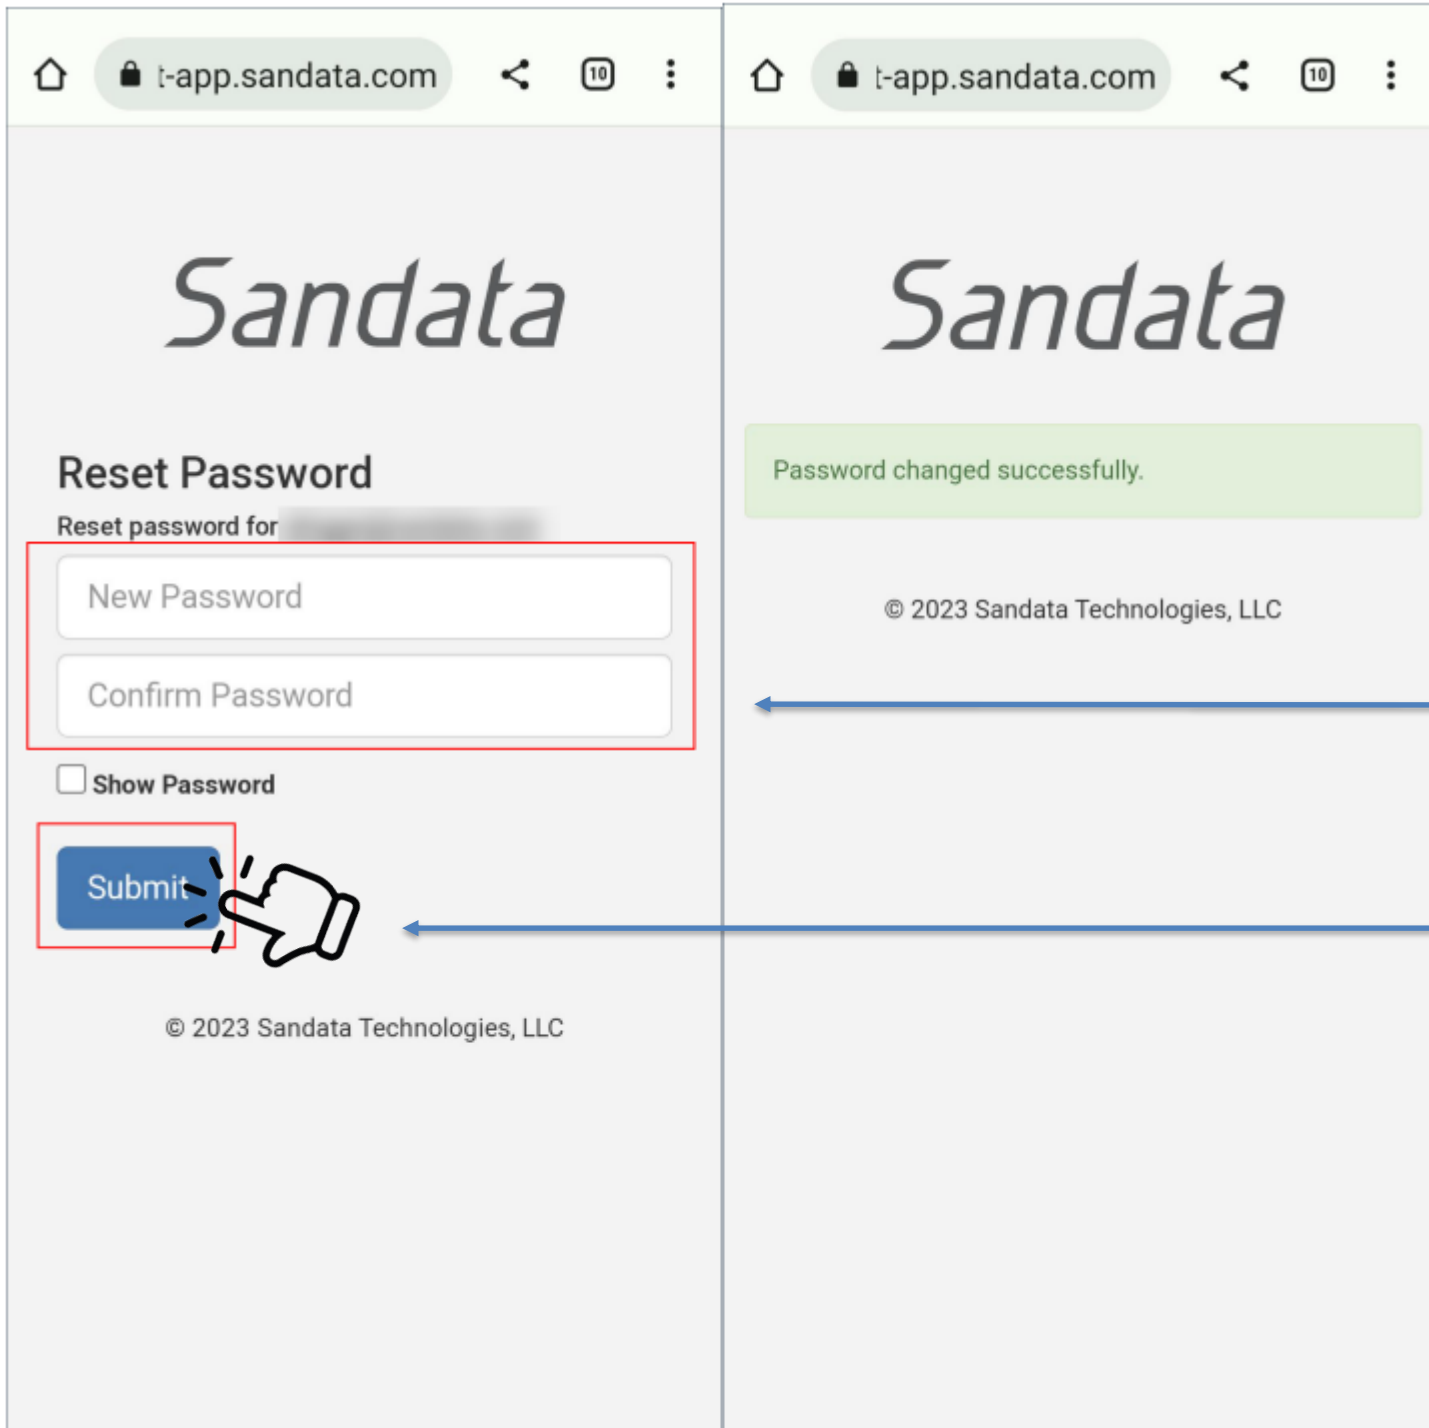 t-app.sandata.com
10
Sandata
Reset Password
Reset password for
New Password
Confirm Password
Show Password
Submit
© 2023 Sandata Technologies, LLC
t-app.sandata.com
10
Sandata
Password changed successfully.
© 2023 Sandata Technologies, LLC